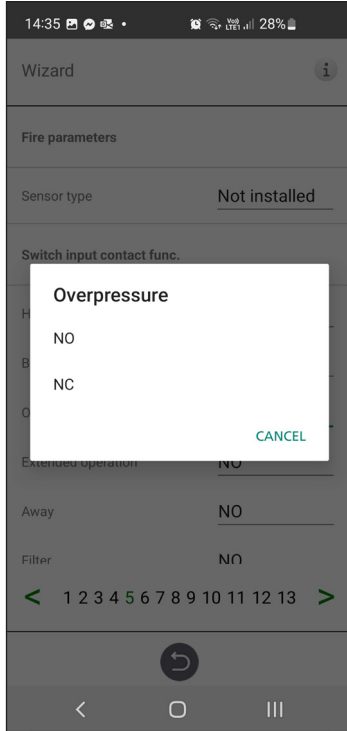 14:35 28%
Wizard i
Fire parameters
Sensor type Not installed
Switch input contact func.
H
Overpressure
NO
B
NC
O
CANCEL
Extended operation NO
Away NO
Filter NO
< 1 2 3 4 5 6 7 8 9 10 11 12 13 >